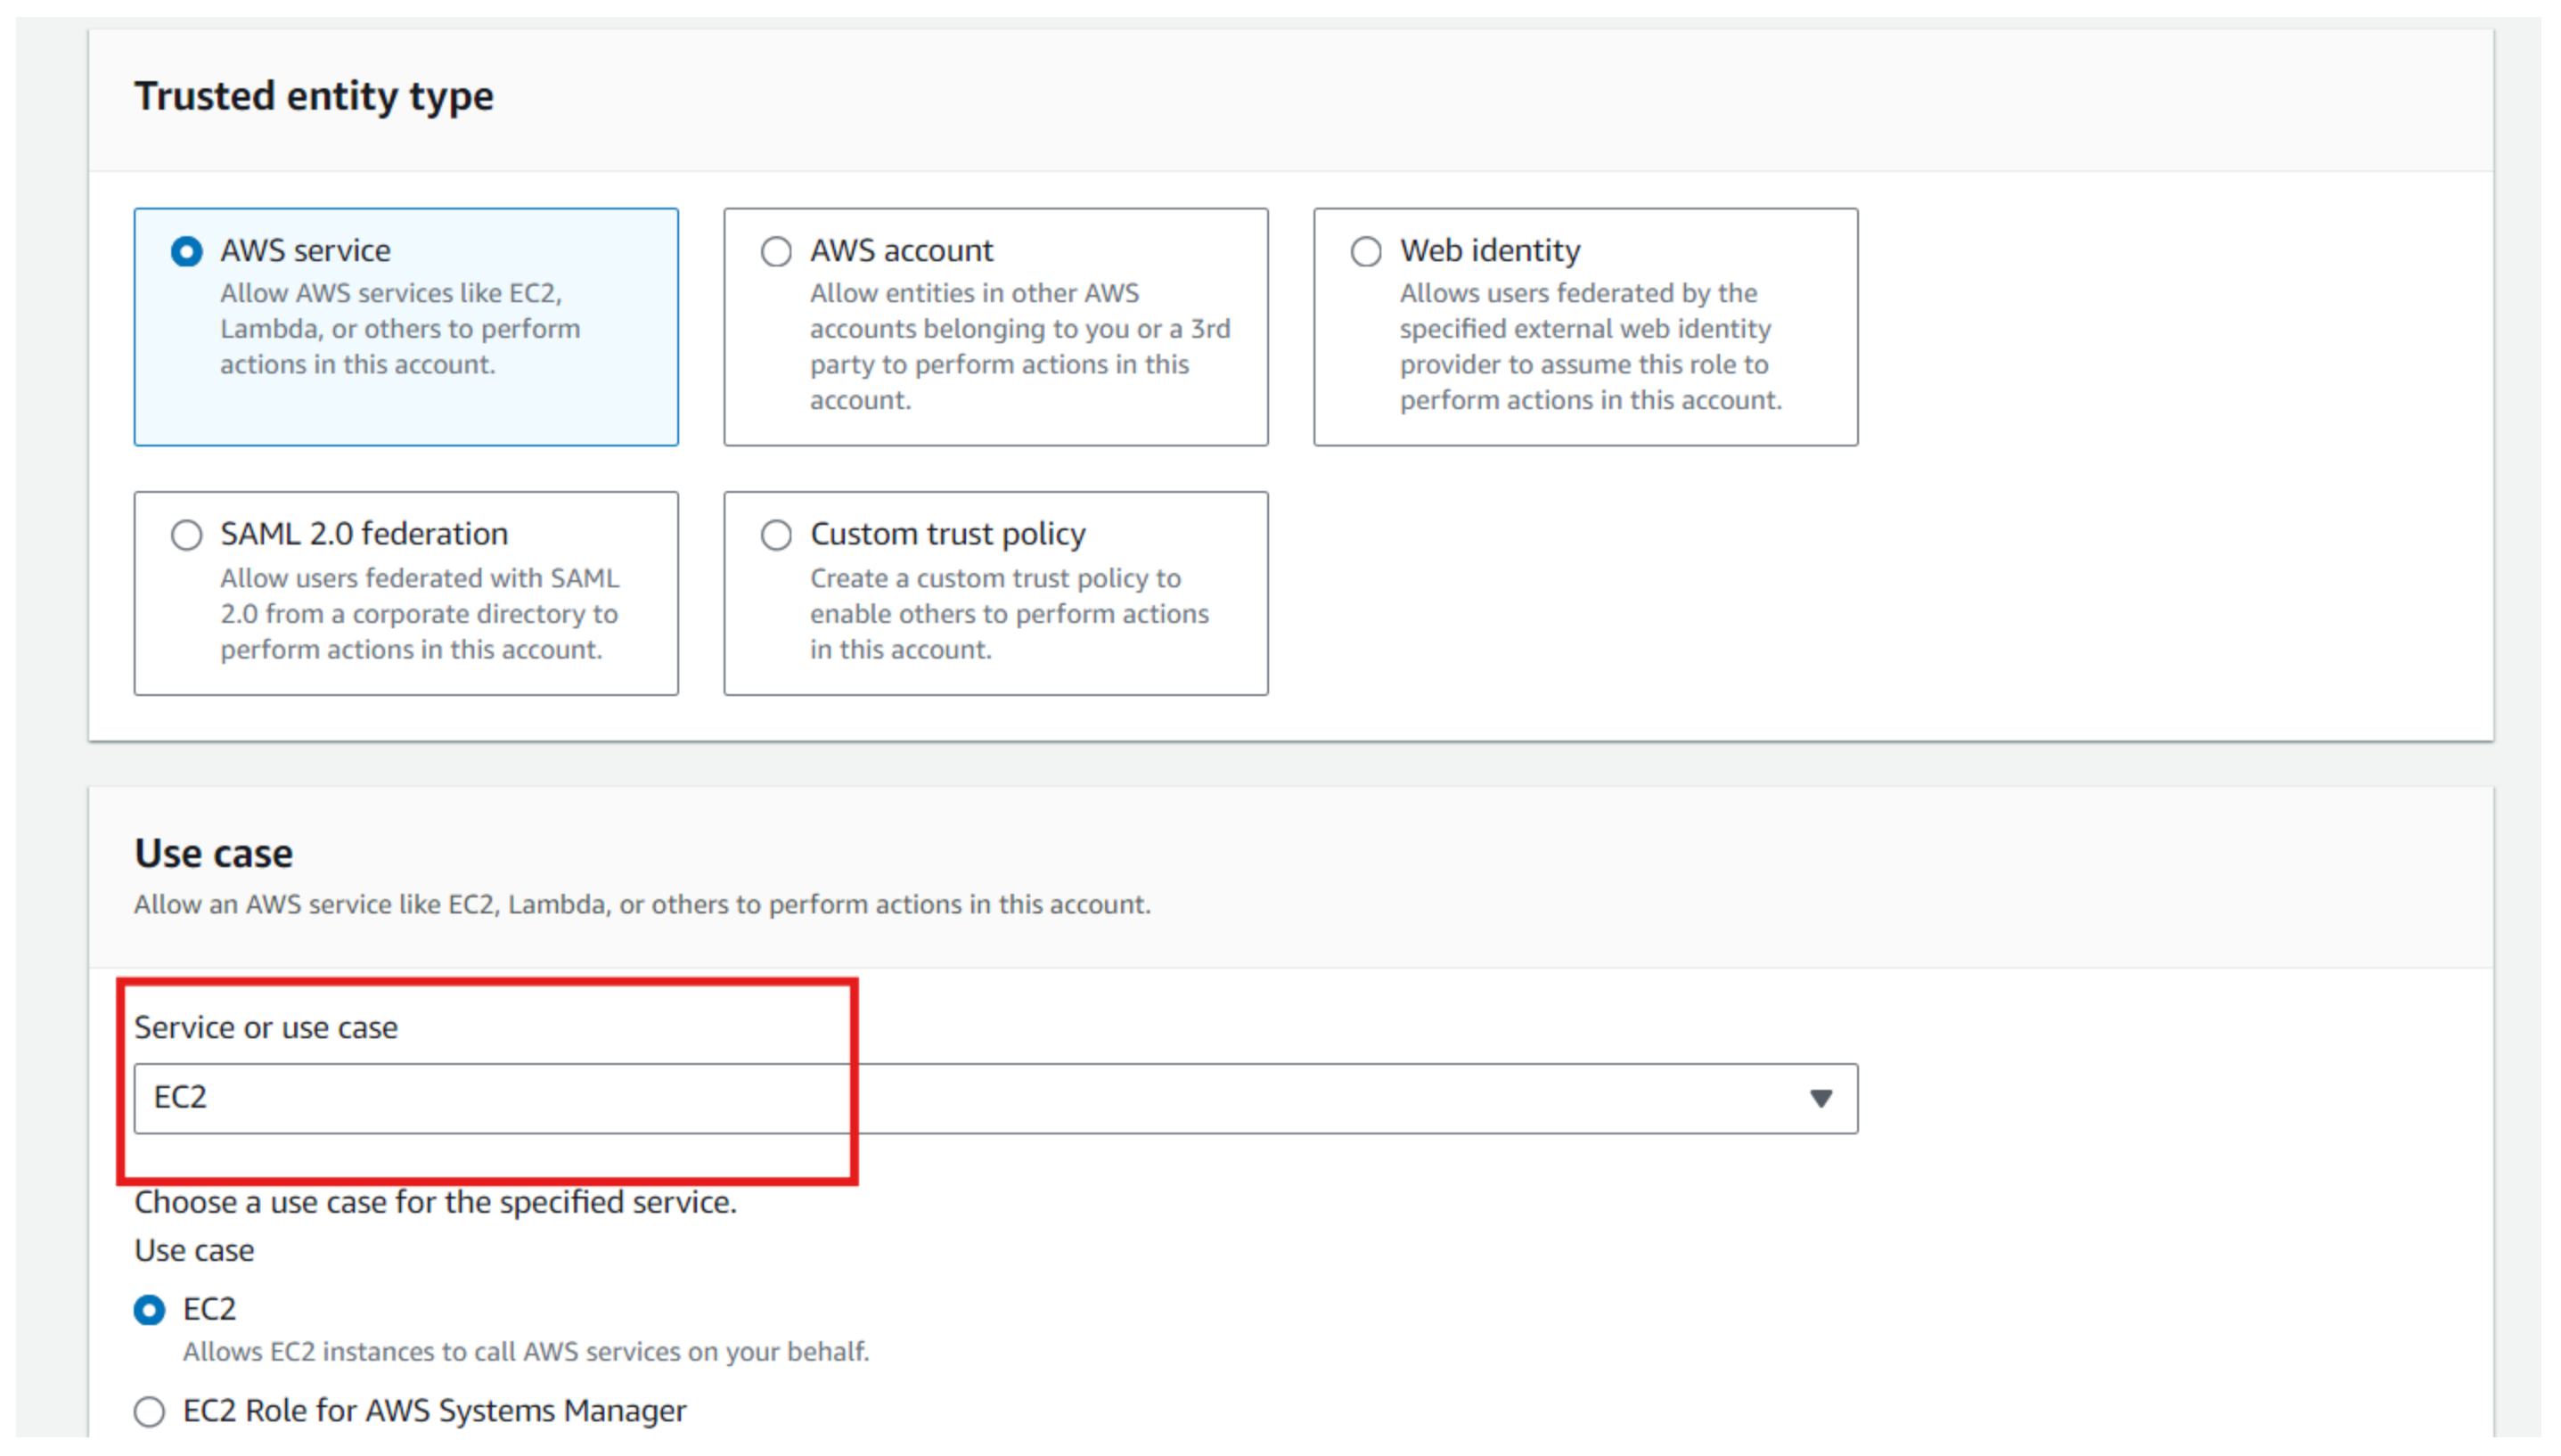 Trusted entity type
AWS service
Allow AWS services like EC2,
Lambda, or others to perform
actions in this account.
AWS account
Allow entities in other AWS
accounts belonging to you or a 3rd
party to perform actions in this
account.
Web identity
Allows users federated by the
specified external web identity
provider to assume this role to
perform actions in this account.
SAML 2.0 federation
Allow users federated with SAML
2.0 from a corporate directory to
perform actions in this account.
Custom trust policy
Create a custom trust policy to
enable others to perform actions
in this account.
Use case
Allow an AWS service like EC2, Lambda, or others to perform actions in this account.
Service or use case
EC2
Choose a use case for the specified service.
Use case
EC2
Allows EC2 instances to call AWS services on your behalf.
EC2 Role for AWS Systems Manager